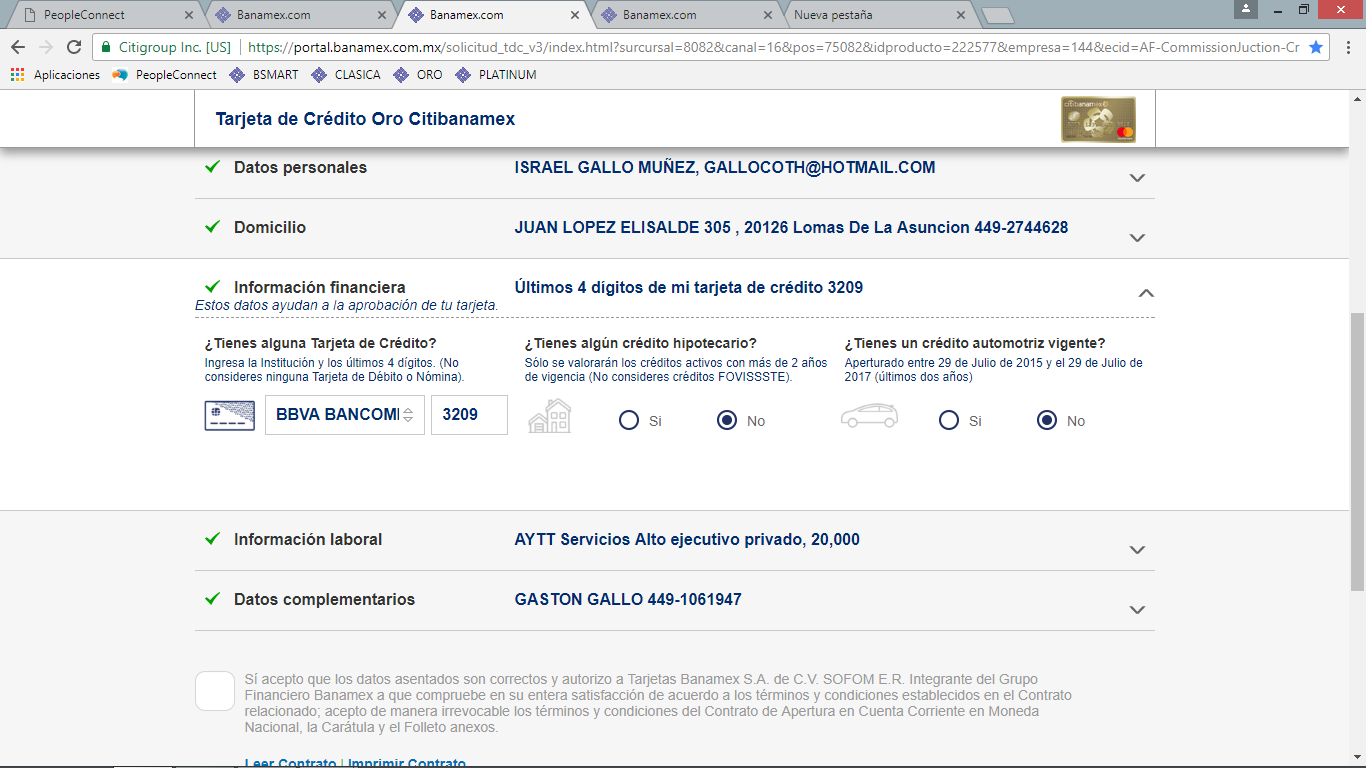 PeopleConnect
Banamex.com
Banamex.com
Banamex.com
Nueva pestaña
Citigroup Inc. [US]
https://portal.banamex.com.mx/solicitud_tdc_v3/index.html?surcursal=8082&canal=16&pos=75082&idproducto=222577&empresa=144&ecid=AF-CommissionJuction-Cr
Aplicaciones PeopleConnect BSMART CLASICA ORO PLATINUM
Tarjeta de Crédito Oro Citibanamex
citibanamex
Datos personales ISRAEL GALLO MUÑEZ, GALLOCOTH@HOTMAIL.COM
Domicilio JUAN LOPEZ ELISALDE 305 , 20126 Lomas De La Asuncion 449-2744628
Información financiera Últimos 4 dígitos de mi tarjeta de crédito 3209
Estos datos ayudan a la aprobación de tu tarjeta.
¿Tienes alguna Tarjeta de Crédito?
Ingresa la Institución y los últimos 4 dígitos. (No
consideres ninguna Tarjeta de Débito o Nómina).
BBVA BANCOM 3209
¿Tienes algún crédito hipotecario?
Sólo se valorarán los créditos activos con más de 2 años
de vigencia (No consideres créditos FOVISSSTE).
Si No
¿Tienes un crédito automotriz vigente?
Aperturado entre 29 de Julio de 2015 y el 29 de Julio de
2017 (últimos dos años)
Si No
Información laboral AYTT Servicios Alto ejecutivo privado, 20,000
Datos complementarios GASTON GALLO 449-1061947
Sí acepto que los datos asentados son correctos y autorizo a Tarjetas Banamex S.A. de C.V. SOFOM E.R. Integrante del Grupo
Financiero Banamex a que compruebe en su entera satisfacción de acuerdo a los términos y condiciones establecidos en el Contrato
relacionado; acepto de manera irrevocable los términos y condiciones del Contrato de Apertura en Cuenta Corriente en Moneda
Nacional, la Carátula y el Folleto anexos.
Leer Contrato | Imprimir Contrato